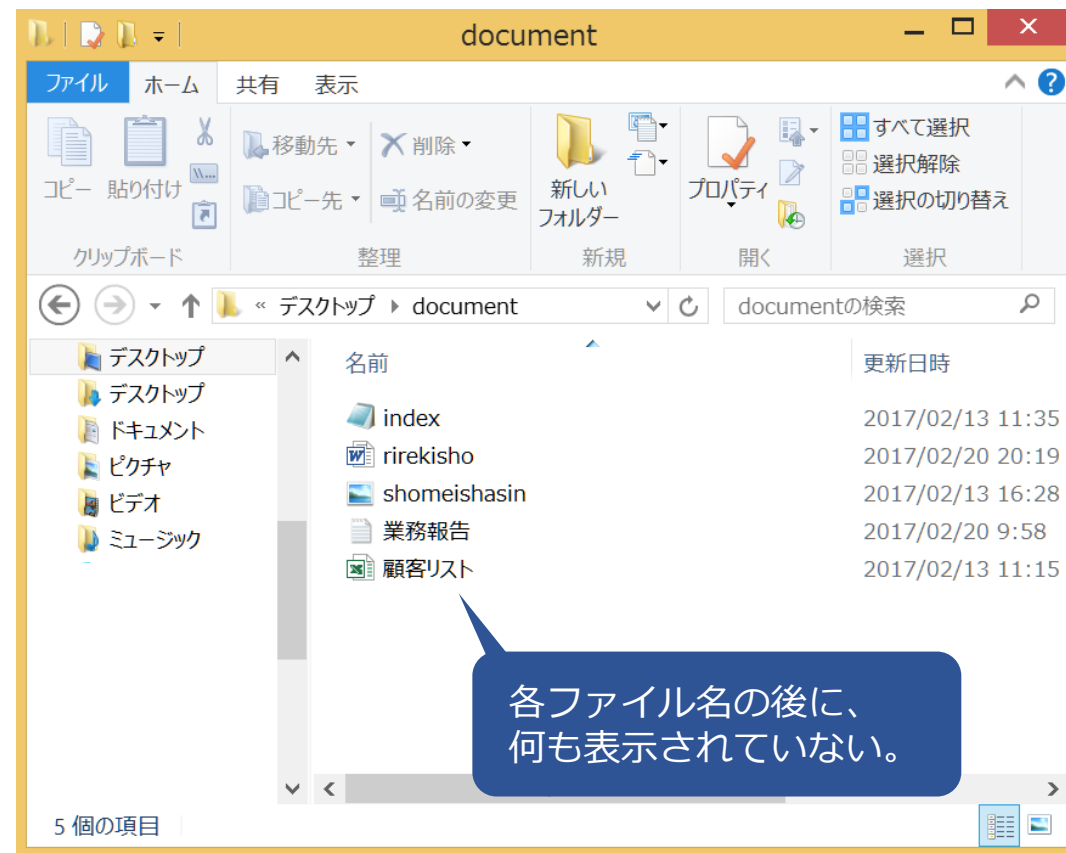 document
ファイル ホーム 共有 表示
コピー 貼り付け
移動先 削除
コピー先 名前の変更
新しい
フォルダー
プロパティ
すべて選択
選択解除
選択の切り替え
クリップボード 整理 新規 開く 選択
« デスクトップ document
documentの検索
デスクトップ
デスクトップ
ドキュメント
ピクチャ
ビデオ
ミュージック
名前 更新日時
index 2017/02/13 11:35
rirekisho 2017/02/20 20:19
shomeishasin 2017/02/13 16:28
業務報告 2017/02/20 9:58
顧客リスト 2017/02/13 11:15
各ファイル名の後に、
何も表示されていない。
5 個の項目